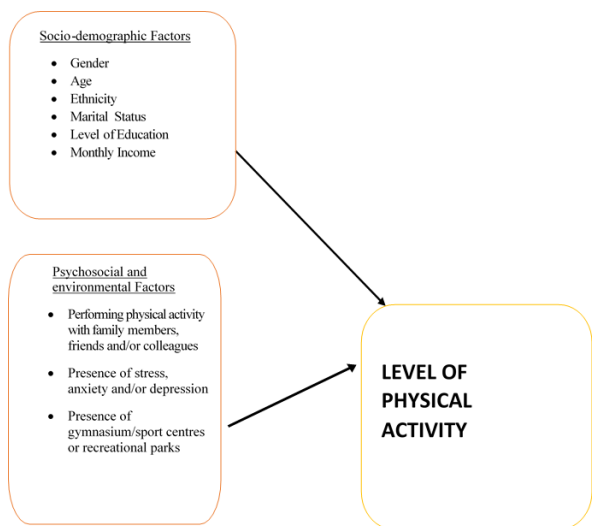 Socio-demographic Factors
• Gender
• Age
• Ethnicity
• Marital Status
• Level of Education
• Monthly Income
Psychosocial and
environmental Factors
• Performing physical activity
with family members,
friends and/or colleagues
• Presence of stress,
anxiety and/or depression
• Presence of
gymnasium/sport centres
or recreational parks
LEVEL OF
PHYSICAL
ACTIVITY